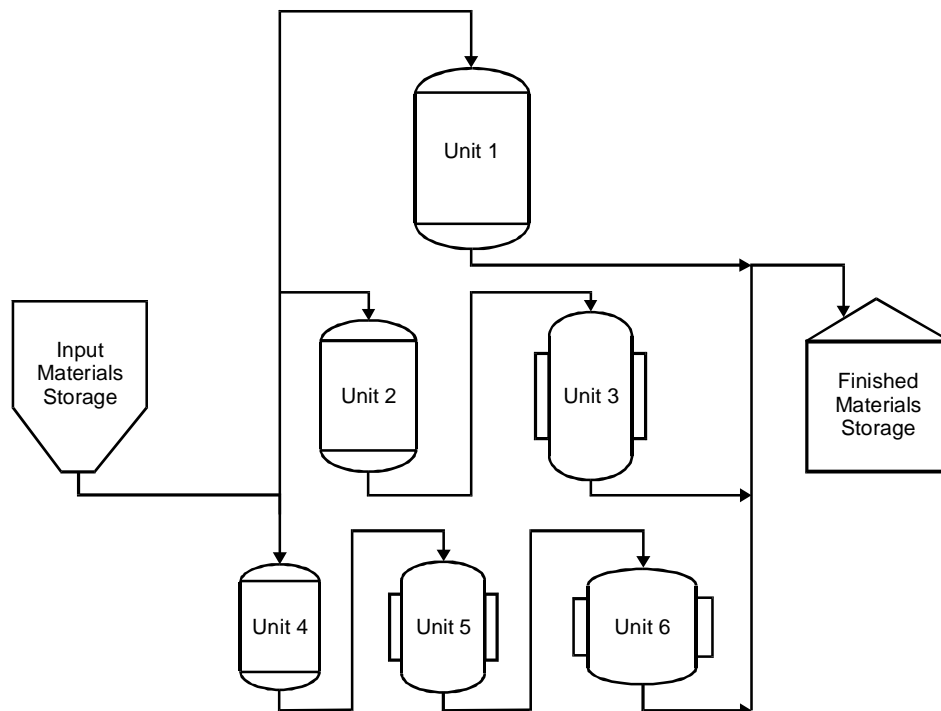 Unit 1
Input
Materials
Storage
Unit 2
Unit 3
Finished
Materials
Storage
Unit 4
Unit 5
Unit 6